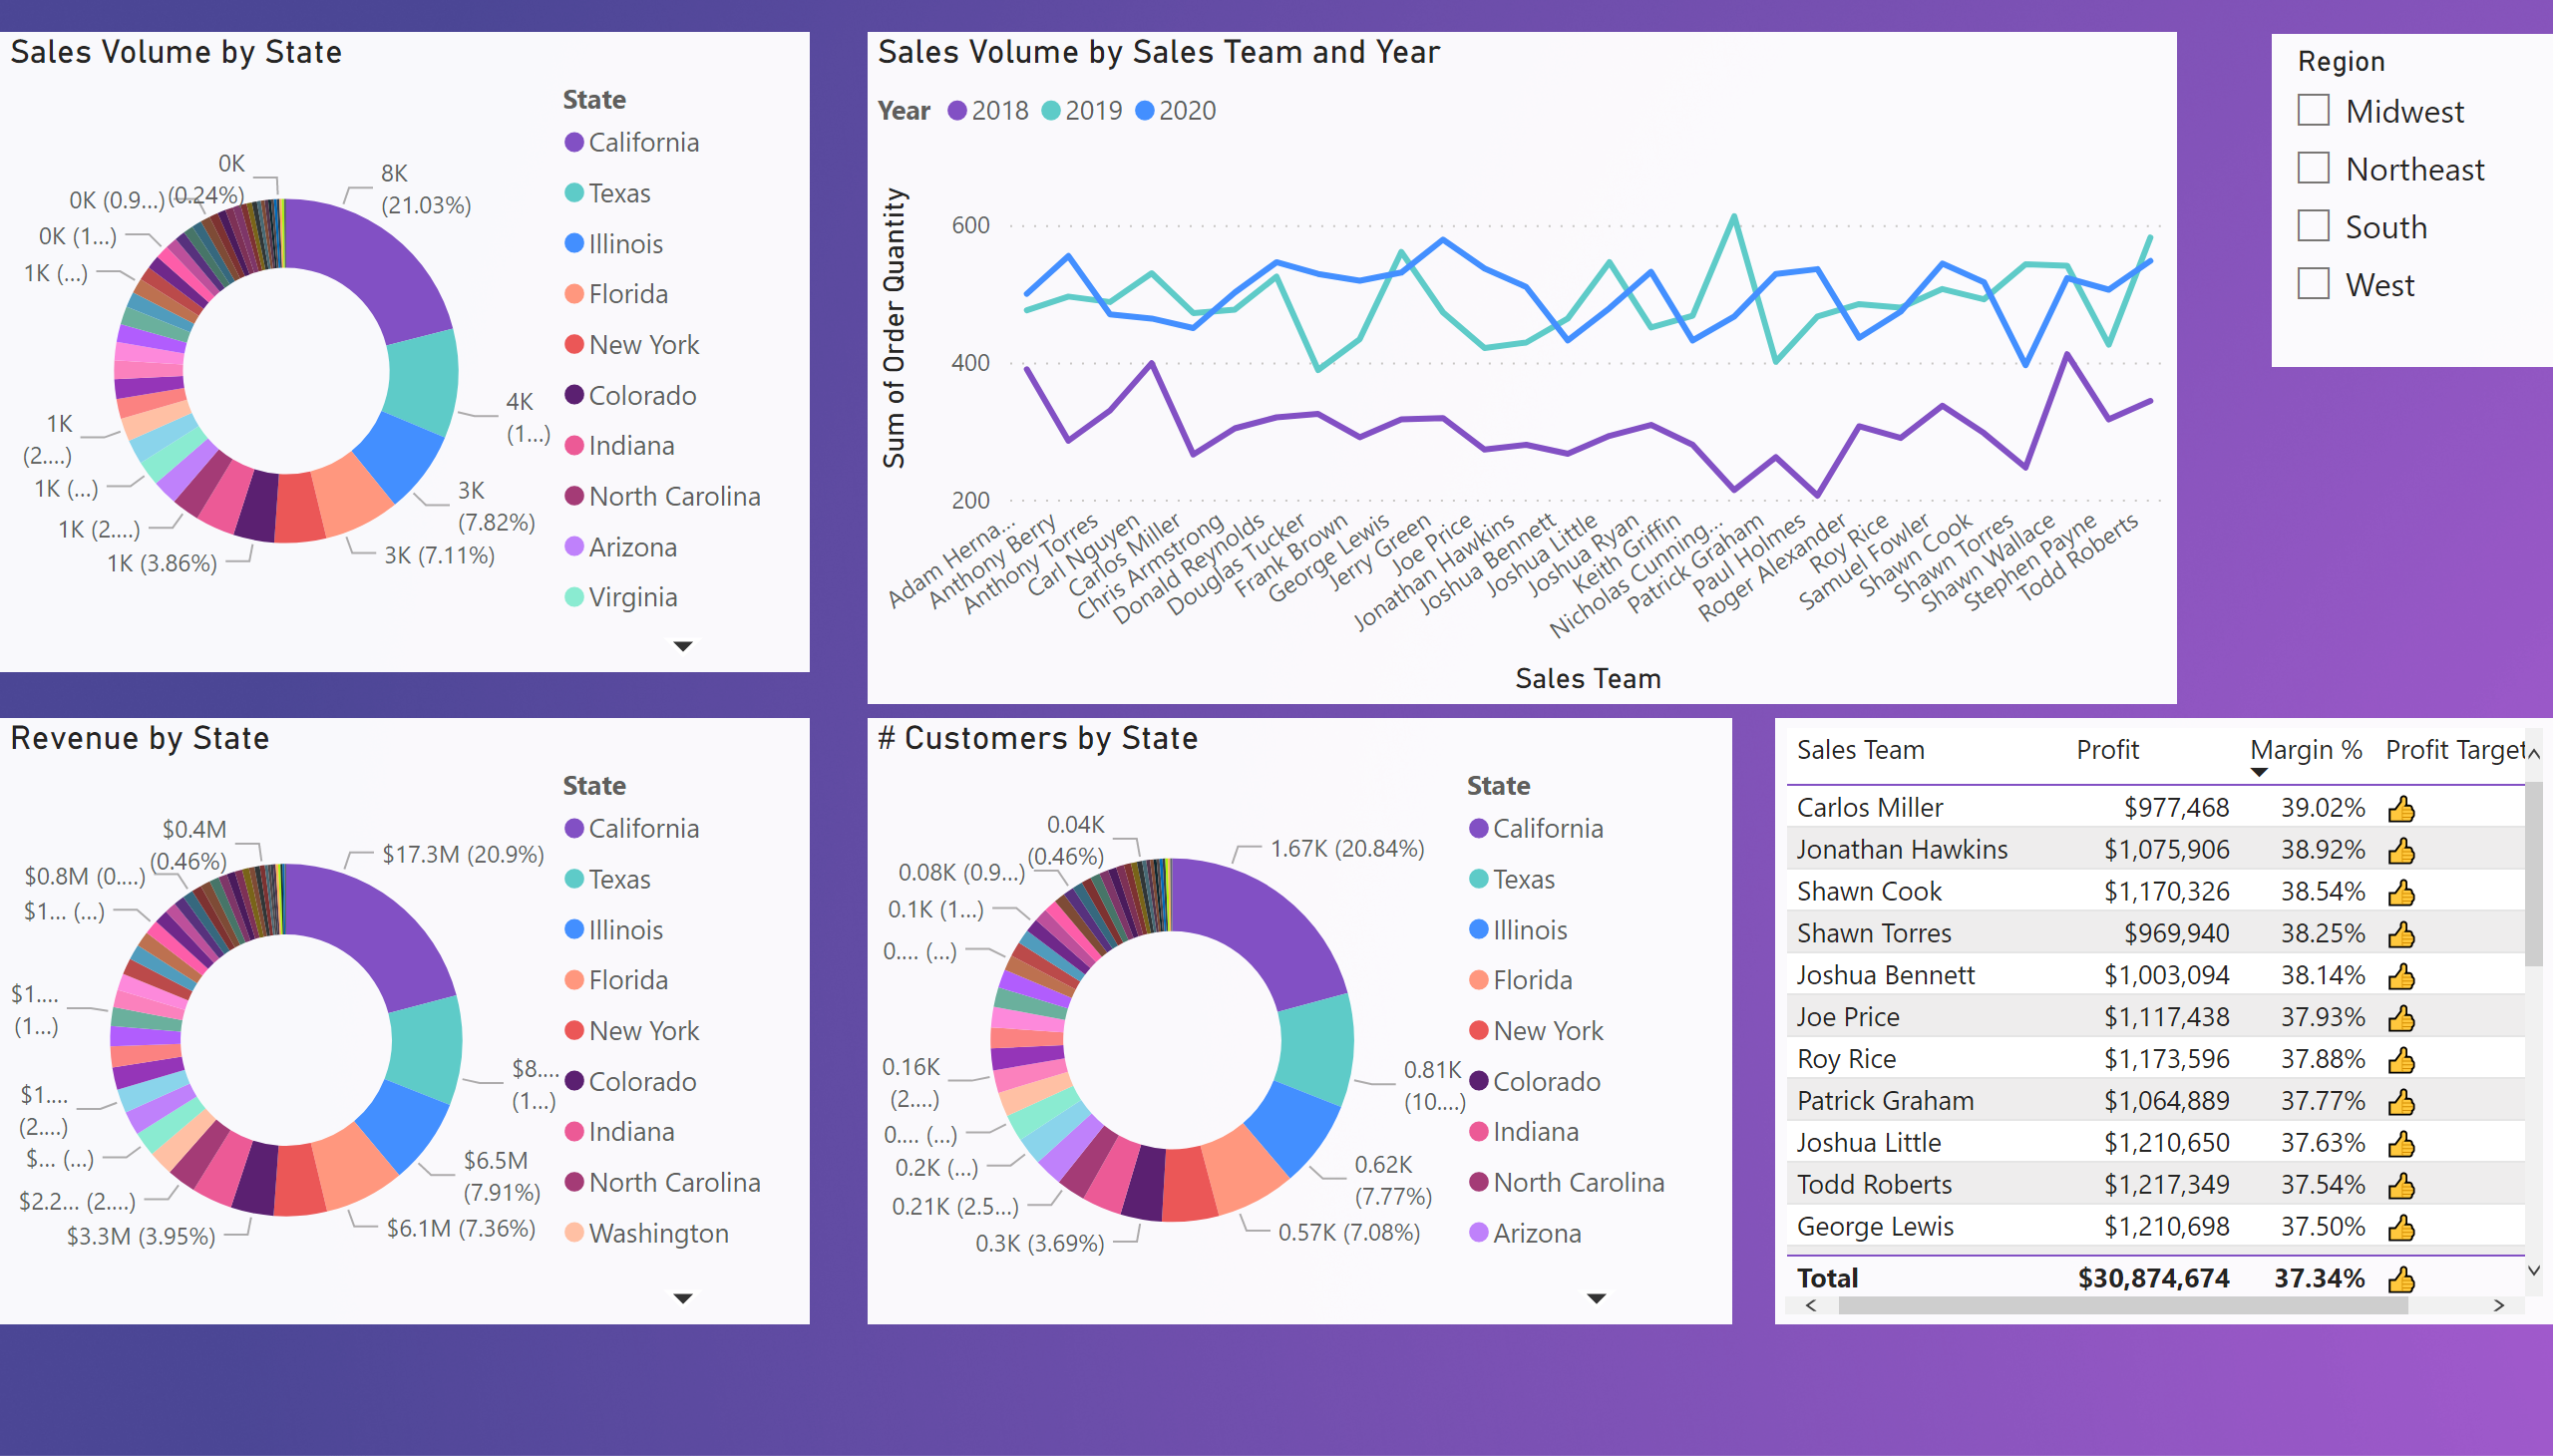 Sales Volume by State
State
California
Texas
Illinois
Florida
New York
Colorado
Indiana
North Carolina
Arizona
Virginia
0K
(0.24%)
8K
(21.03%)
0K (0.9...)
0K (1...)
1K (...)
4K
(1...)
1K
(2....)
3K
(7.82%)
1K (...)
1K (2....)
3K (7.11%)
1K (3.86%)
Sales Volume by Sales Team and Year
Year 2018 2019 2020
Sum of Order Quantity
600
400
200
Adam Herna...
Anthony Berry
Anthony Torres
Carl Nguyen
Carlos Miller
Chris Armstrong
Donald Reynolds
Douglas Tucker
Frank Brown
George Lewis
Jerry Green
Joe Price
Jonathan Hawkins
Joshua Bennett
Joshua Little
Joshua Ryan
Keith Griffin
Nicholas Cunning...
Patrick Graham
Paul Holmes
Roger Alexander
Roy Rice
Samuel Fowler
Shawn Cook
Shawn Torres
Shawn Wallace
Stephen Payne
Todd Roberts
Sales Team
Region
Midwest
Northeast
South
West
Revenue by State
State
California
Texas
Illinois
Florida
New York
Colorado
Indiana
North Carolina
Washington
$0.4M
(0.46%)
$17.3M (20.9%)
$0.8M (0....)
$1... (...)
$1....
(1...)
$8....
(1...)
$1....
(2....)
$... (...)
$6.5M
(7.91%)
$2.2... (2....)
$6.1M (7.36%)
$3.3M (3.95%)
# Customers by State
State
California
Texas
Illinois
Florida
New York
Colorado
Indiana
North Carolina
Arizona
0.04K
(0.46%)
1.67K (20.84%)
0.08K (0.9...)
0.1K (1...)
0.... (...)
0.16K
(2....)
0.81K
(10....)
0.... (...)
0.2K (...)
0.62K
(7.77%)
0.21K (2.5...)
0.57K (7.08%)
0.3K (3.69%)
Sales Team Profit Margin % Profit Target
Carlos Miller $977,468 39.02%
Jonathan Hawkins $1,075,906 38.92%
Shawn Cook $1,170,326 38.54%
Shawn Torres $969,940 38.25%
Joshua Bennett $1,003,094 38.14%
Joe Price $1,117,438 37.93%
Roy Rice $1,173,596 37.88%
Patrick Graham $1,064,889 37.77%
Joshua Little $1,210,650 37.63%
Todd Roberts $1,217,349 37.54%
George Lewis $1,210,698 37.50%
Total $30,874,674 37.34%